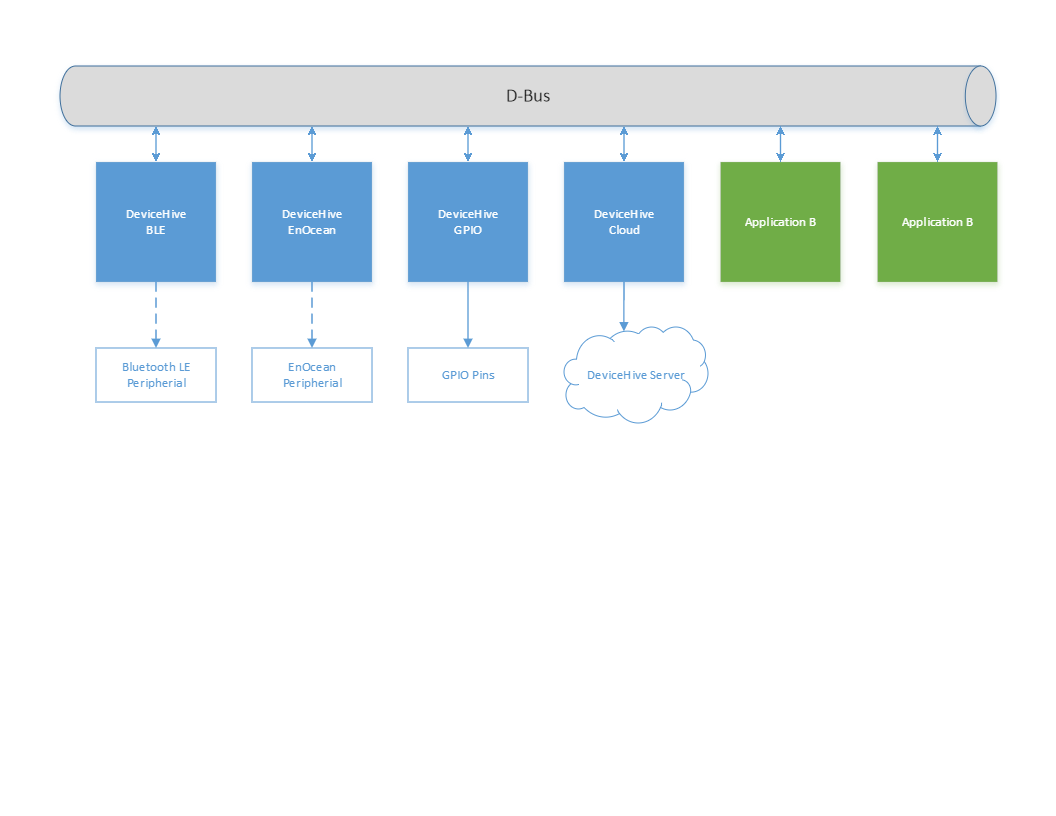 D-Bus
DeviceHive
BLE
DeviceHive
EnOcean
DeviceHive
GPIO
DeviceHive
Cloud
Application B
Application B
Bluetooth LE
Peripherial
EnOcean
Peripherial
GPIO Pins
DeviceHive Server